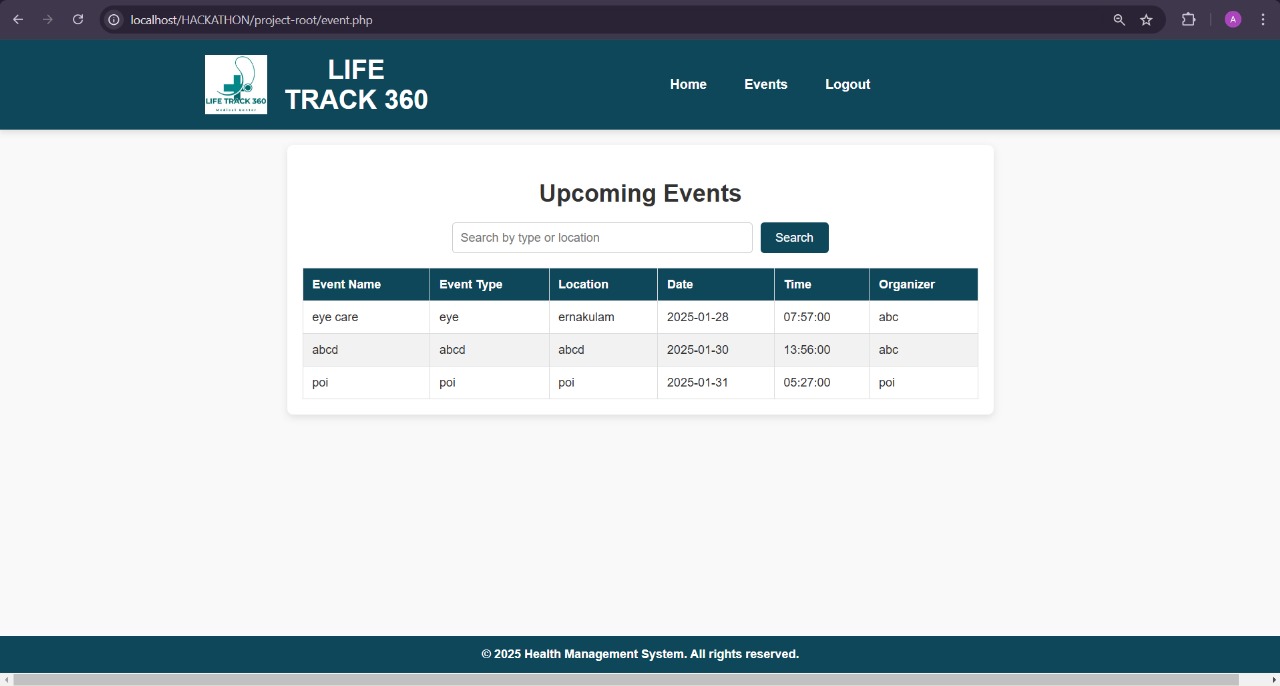 localhost/HACKATHON/project-root/event.php
A
LIFE TRACK 360
Medical Center
LIFE
TRACK 360
Home Events Logout
Upcoming Events
Search by type or location Search
Event Name Event Type Location Date Time Organizer
eye care eye ernakulam 2025-01-28 07:57:00 abc
abcd abcd abcd 2025-01-30 13:56:00 abc
poi poi poi 2025-01-31 05:27:00 poi
© 2025 Health Management System. All rights reserved.